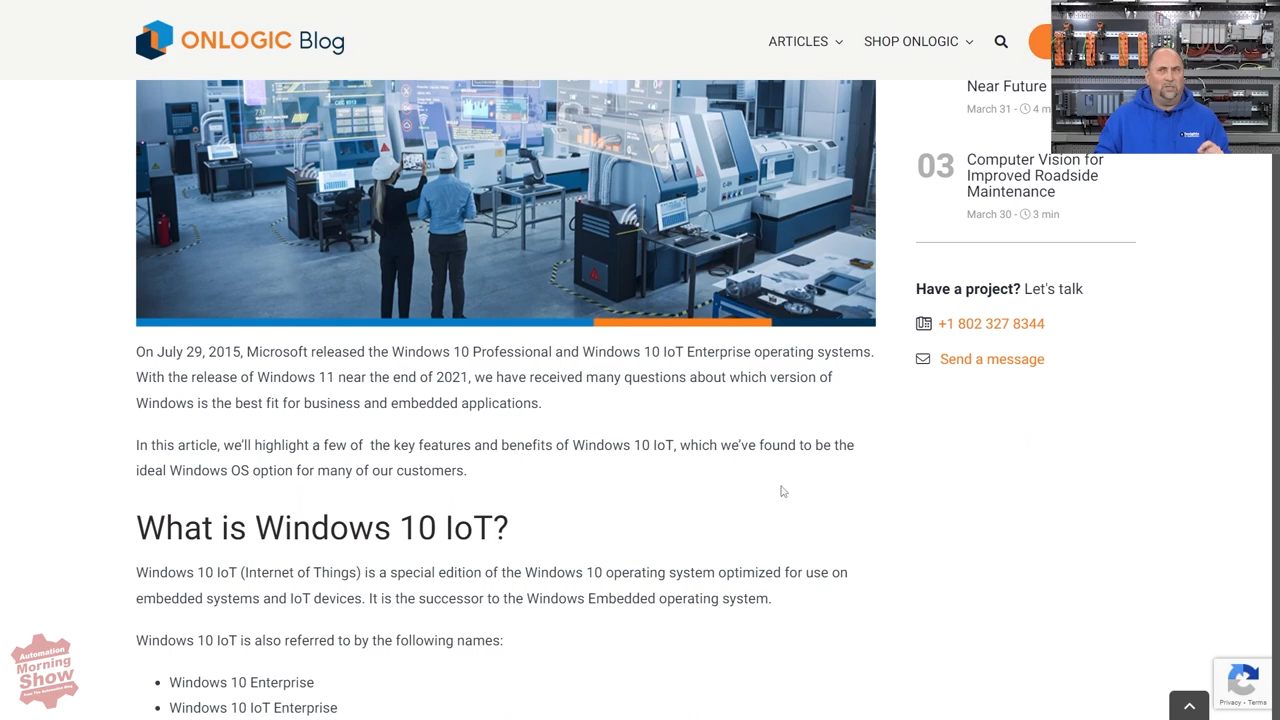 ONLOGIC Blog
ARTICLES
SHOP ONLOGIC
Near Future
March 31 - 4 m
03
Computer Vision for
Improved Roadside
Maintenance
March 30 - 3 min
Have a project? Let's talk
+1 802 327 8344
Send a message
On July 29, 2015, Microsoft released the Windows 10 Professional and Windows 10 IoT Enterprise operating systems.
With the release of Windows 11 near the end of 2021, we have received many questions about which version of
Windows is the best fit for business and embedded applications.
In this article, we’ll highlight a few of the key features and benefits of Windows 10 IoT, which we’ve found to be the
ideal Windows OS option for many of our customers.
What is Windows 10 IoT?
Windows 10 IoT (Internet of Things) is a special edition of the Windows 10 operating system optimized for use on
embedded systems and IoT devices. It is the successor to the Windows Embedded operating system.
Windows 10 IoT is also referred to by the following names:
• Windows 10 Enterprise
• Windows 10 IoT Enterprise
Automation
Morning
Show
Privacy - Terms